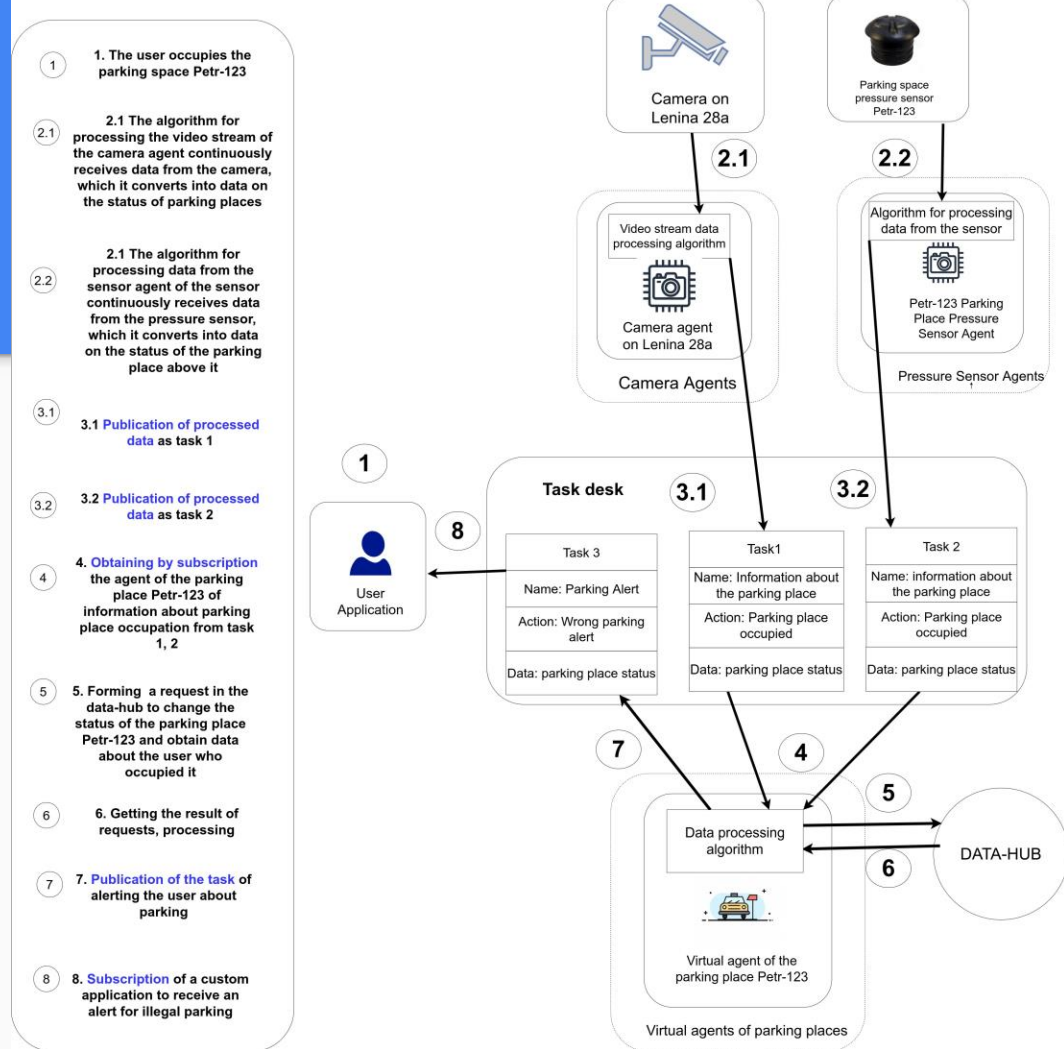 1
1. The user occupies the
parking space Petr-123
2.1
2.1 The algorithm for
processing the video stream of
the camera agent continuously
receives data from the camera,
which it converts into data on
the status of parking places
2.2
2.1 The algorithm for
processing data from the
sensor agent of the sensor
continuously receives data
from the pressure sensor,
which it converts into data
on the status of the parking
place above it
3.1
3.1 Publication of processed
data as task 1
3.2
3.2 Publication of processed
data as task 2
4
4. Obtaining by subscription
the agent of the parking
place Petr-123 of
information about parking
place occupation from task
1, 2
5
5. Forming a request in the
data-hub to change the
status of the parking place
Petr-123 and obtain data
about the user who
occupied it
6
6. Getting the result of
requests, processing
7
7. Publication of the task of
alerting the user about
parking
8
8. Subscription of a custom
application to receive an
alert for illegal parking
Camera on
Lenina 28a
Parking space
pressure sensor
Petr-123
2.1
2.2
Video stream data
processing algorithm
Camera agent
on Lenina 28a
Camera Agents
Algorithm for processing
data from the sensor
Petr-123 Parking
Place Pressure
Sensor Agent
Pressure Sensor Agents
1
User
Application
8
Task desk
3.1
3.2
Task 3
Name: Parking Alert
Action: Wrong parking
alert
Data: parking place status
Task1
Name: Information about
the parking place
Action: Parking place
occupied
Data: parking place status
Task 2
Name: information about
the parking place
Action: Parking place
occupied
Data: parking place status
7
4
5
6
Data processing
algorithm
Virtual agent of the
parking place Petr-123
Virtual agents of parking places
DATA-HUB